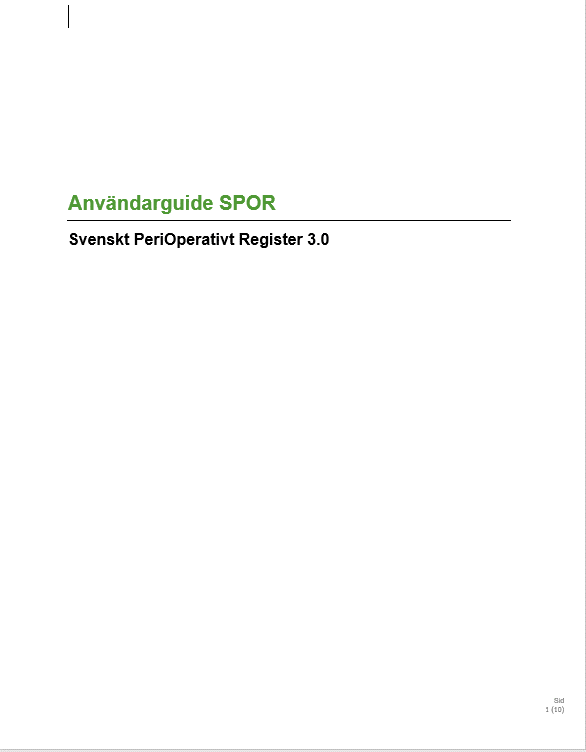 Användarguide SPOR
Svenskt PeriOperativt Register 3.0
Sid
1 (10)